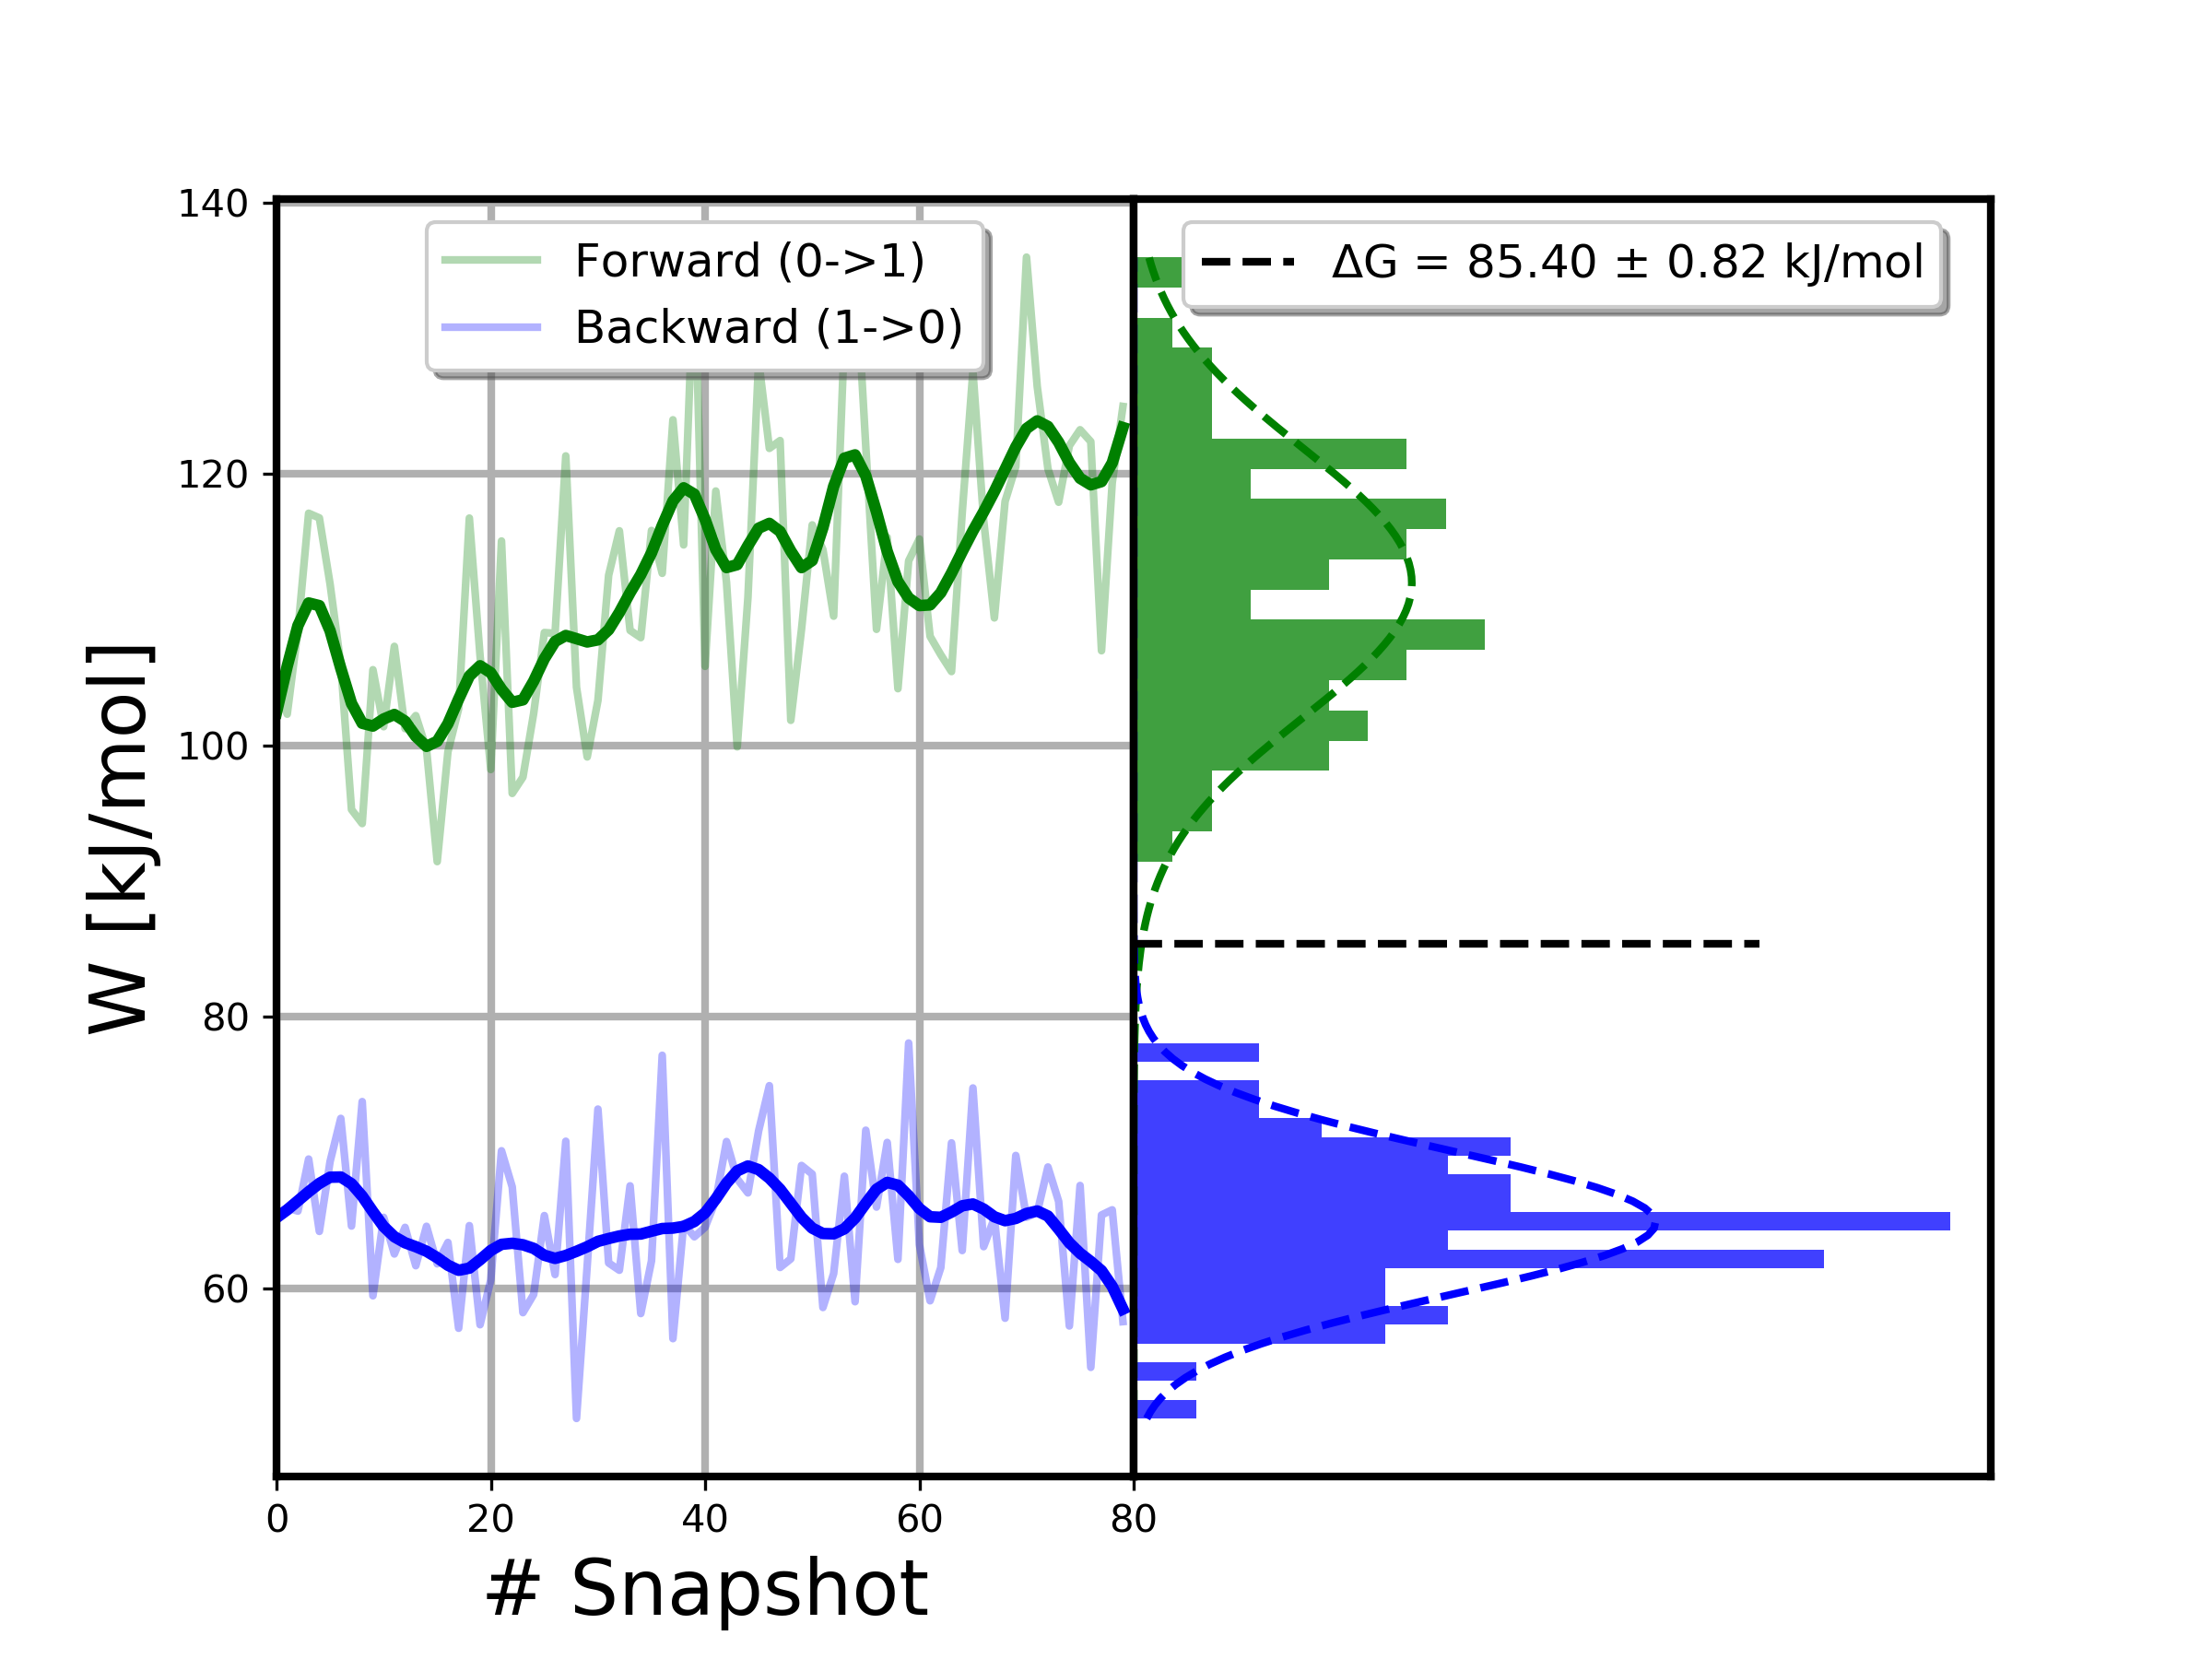 140
120
100
80
60
W [kJ/mol]
Forward (0->1)
Backward (1->0)
ΔG = 85.40 ± 0.82 kJ/mol
0 20 40 60 80
# Snapshot